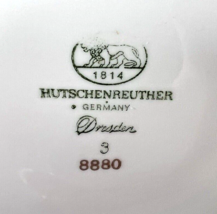 1814
HUTSCHENREUTHER
GERMANY
Dresden
8880